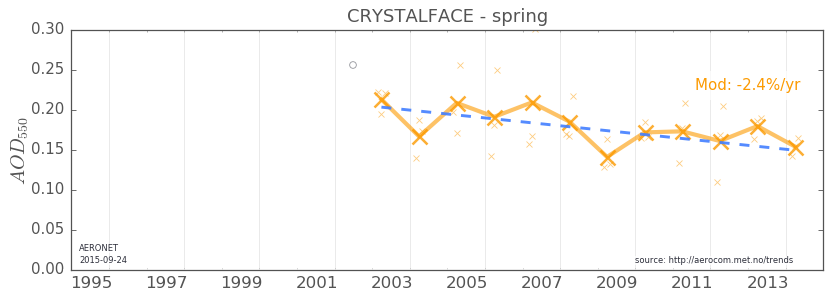 CRYSTALFACE - spring
0.30
0.25
0.20
0.15
0.10
0.05
0.00
AOD550
Mod: -2.4%/yr
AERONET
2015-09-24
source: http://aerocom.met.no/trends
1995 1997 1999 2001 2003 2005 2007 2009 2011 2013